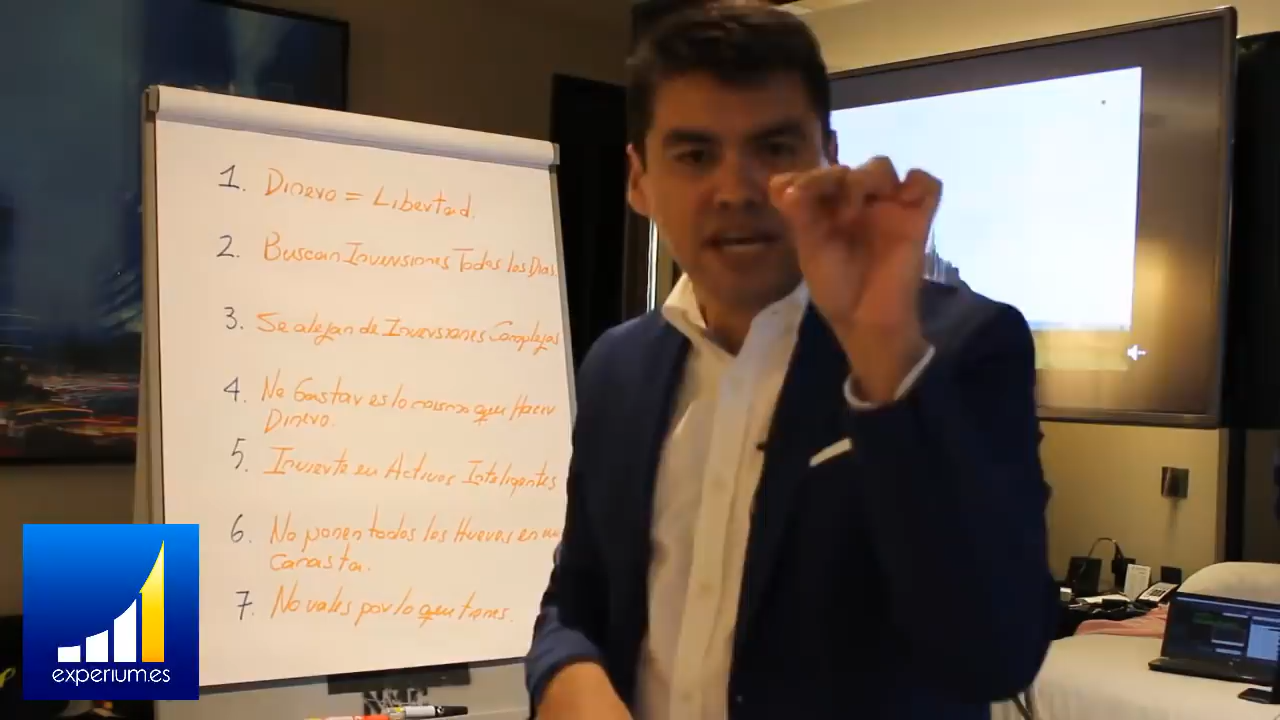 1. Dinero = Libertad.
2. Buscan Inversiones Todos los Días.
3. Se alejan de Inversiones Complejas
4. No Gastar es lo mismo que Hacer
Dinero.
5. Invierte en Activos Inteligentes
6. No ponen todos los Huevos en
Canasta.
7. No vales por lo que tienes.
experium.es